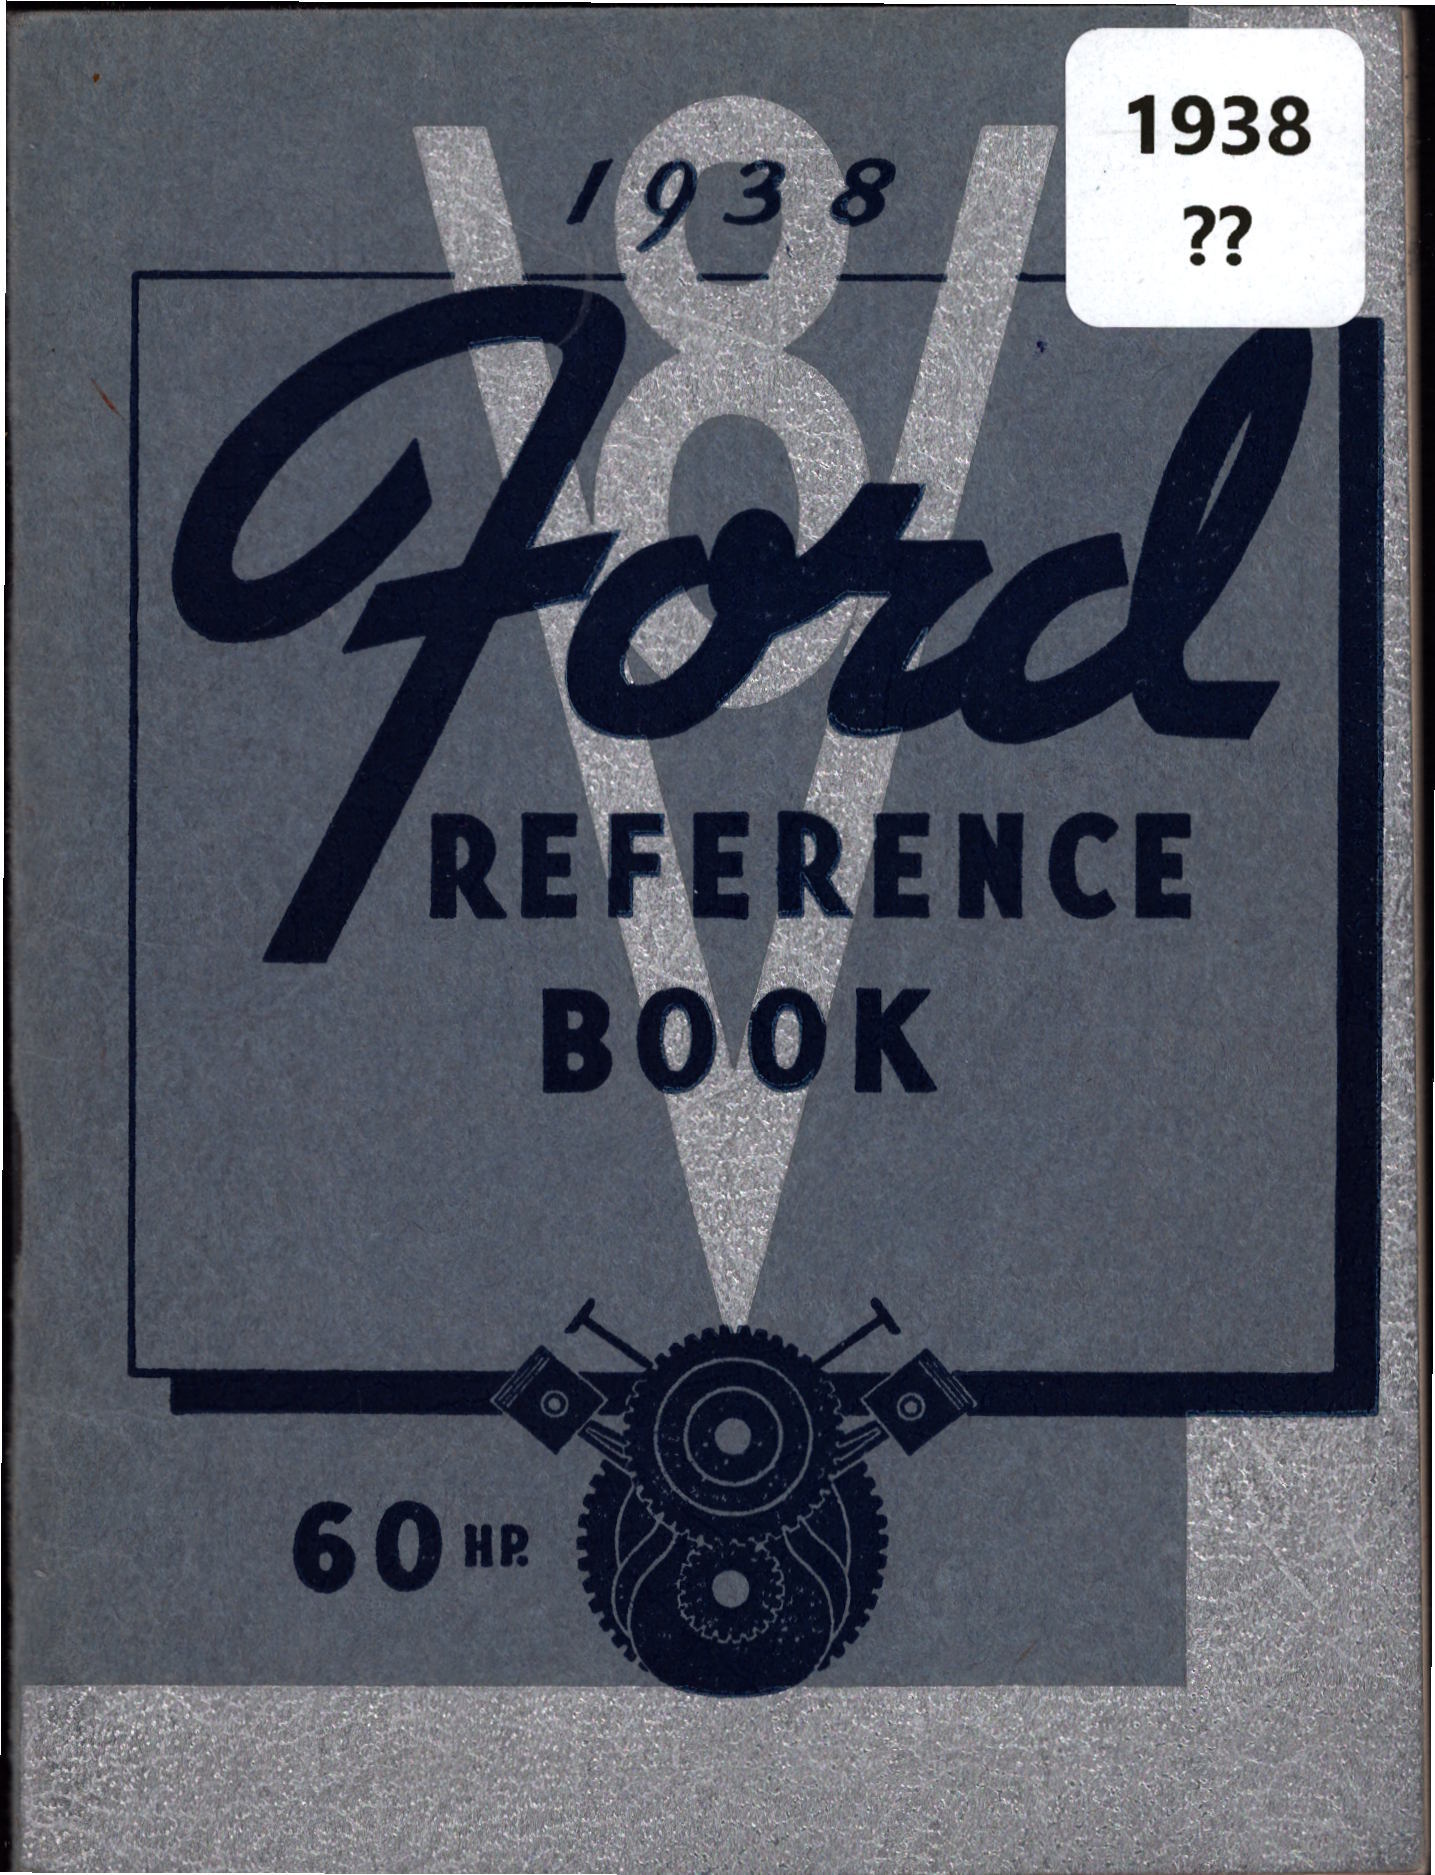 1938
??
V8
1938
Ford
REFERENCE
BOOK
60 HP.